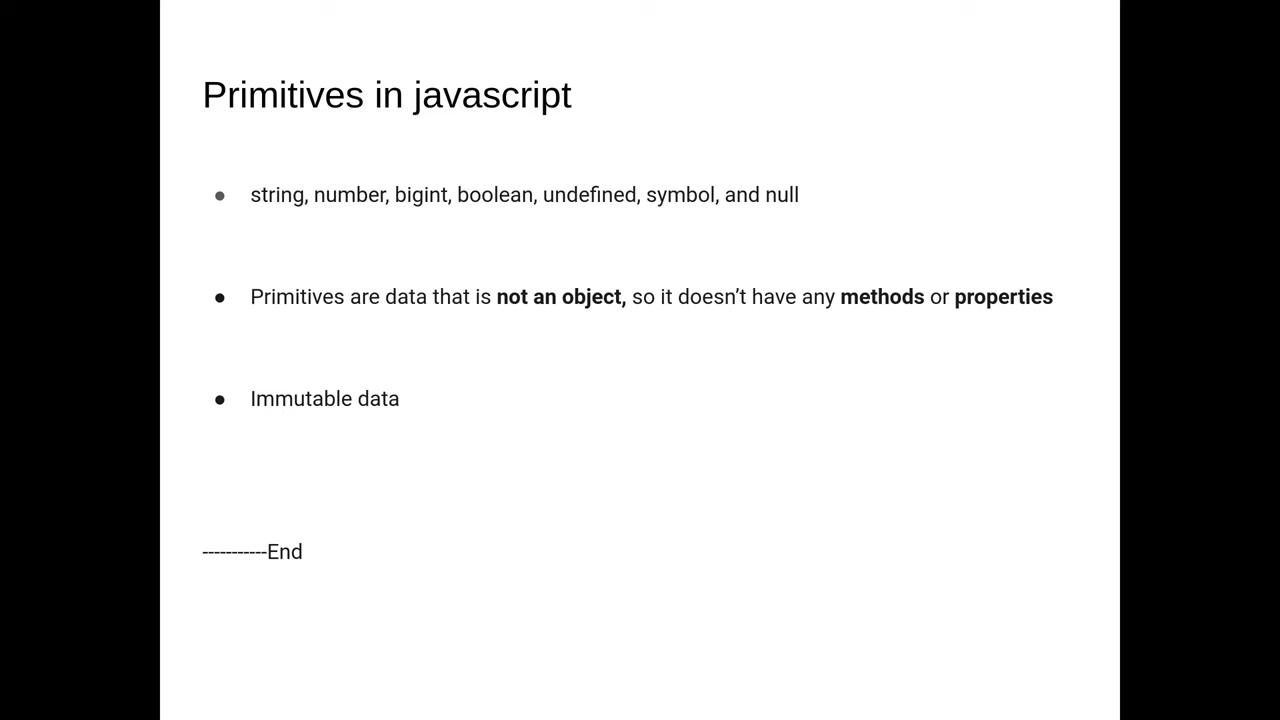 Primitives in javascript
● string, number, bigint, boolean, undefined, symbol, and null
● Primitives are data that is not an object, so it doesn’t have any methods or properties
● Immutable data
-----------End